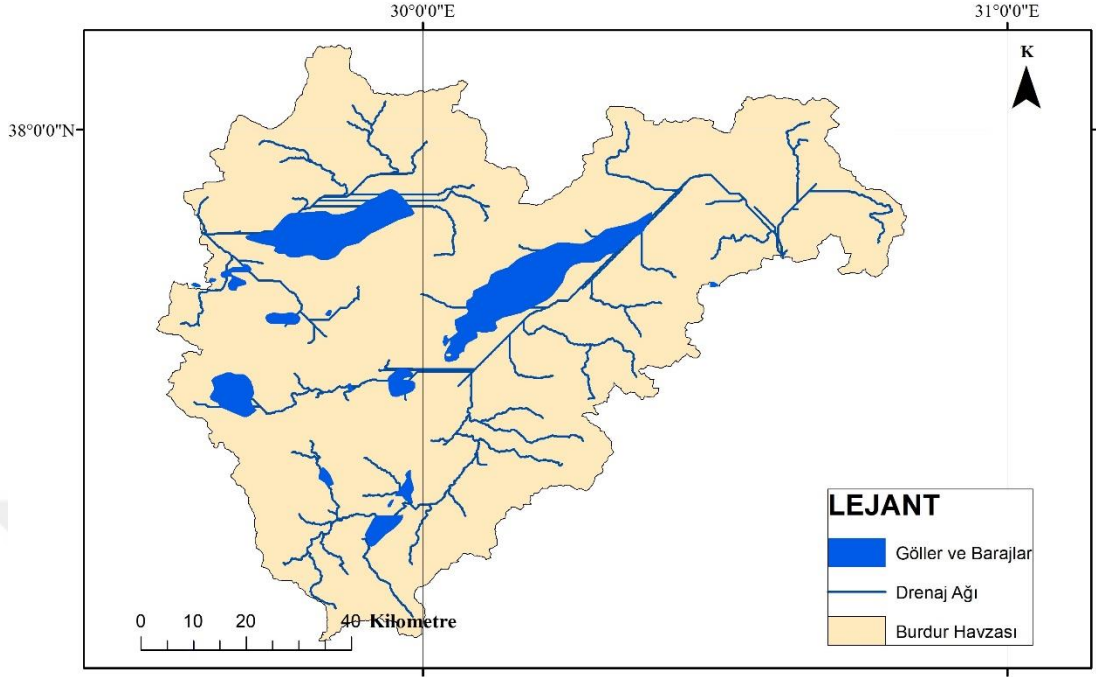 30°0'0"E
31°0'0"E
K
38°0'0"N
LEJANT
Göller ve Barajlar
Drenaj Ağı
Burdur Havzası
0 10 20 40 Kilometre